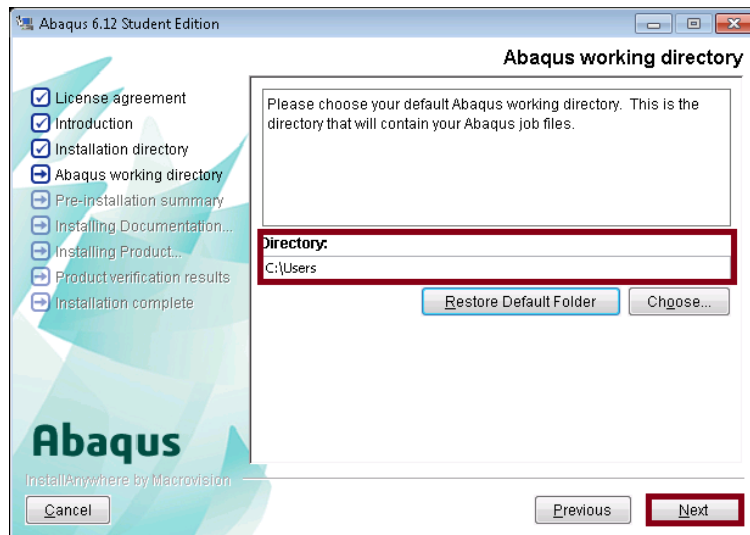 Abaqus 6.12 Student Edition
Abaqus working directory
License agreement
Introduction
Installation directory
Abaqus working directory
Pre-installation summary
Installing Documentation...
Installing Product...
Product verification results
Installation complete
Please choose your default Abaqus working directory. This is the
directory that will contain your Abaqus job files.
Directory:
C:\Users
Restore Default Folder
Choose...
Abaqus
InstallAnywhere by Macrovision
Cancel
Previous
Next